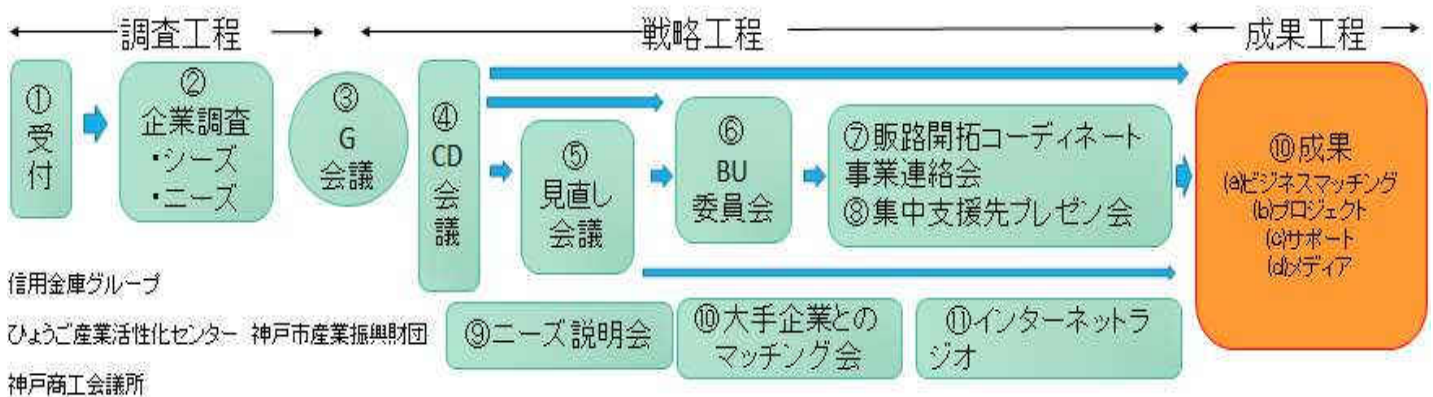 調査工程
戦略工程
成果工程
①
受
付
②
企業調査
・シーズ
・ニーズ
③
G
会議
④
CD
会
議
⑤
見直し
会議
⑥
BU
委員会
⑦販路開拓コーディネート
事業連絡会
⑧集中支援先プレゼン会
⑩成果
(a)ビジネスマッチング
(b)プロジェクト
(c)サポート
(d)メディア
信用金庫グループ
ひょうご産業活性化センター 神戸市産業振興財団
神戸商工会議所
⑨ニーズ説明会
⑩大手企業との
マッチング会
⑪インターネットラ
ジオ